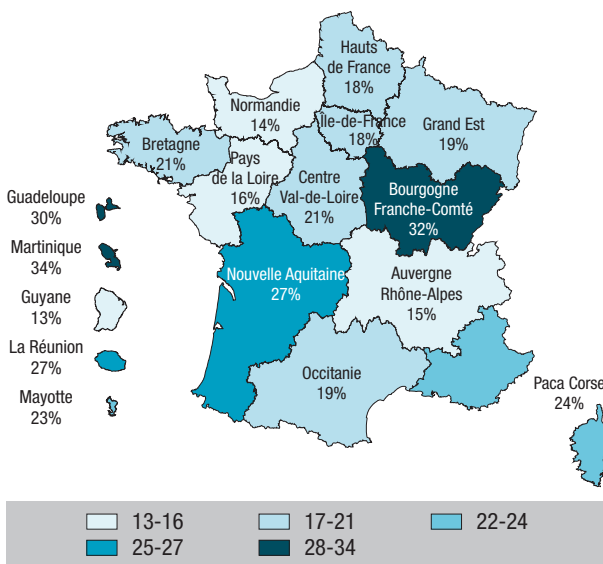 Hauts
de France
18%
Normandie
14%
Île-de-France
18%
Grand Est
19%
Bretagne
21%
Pays
de la Loire
16%
Centre
Val-de-Loire
21%
Bourgogne
Franche-Comté
32%
Guadeloupe
30%
Martinique
34%
Guyane
13%
La Réunion
27%
Mayotte
23%
Nouvelle Aquitaine
27%
Auvergne
Rhône-Alpes
15%
Occitanie
19%
Paca Corse
24%
13-16
17-21
22-24
25-27
28-34